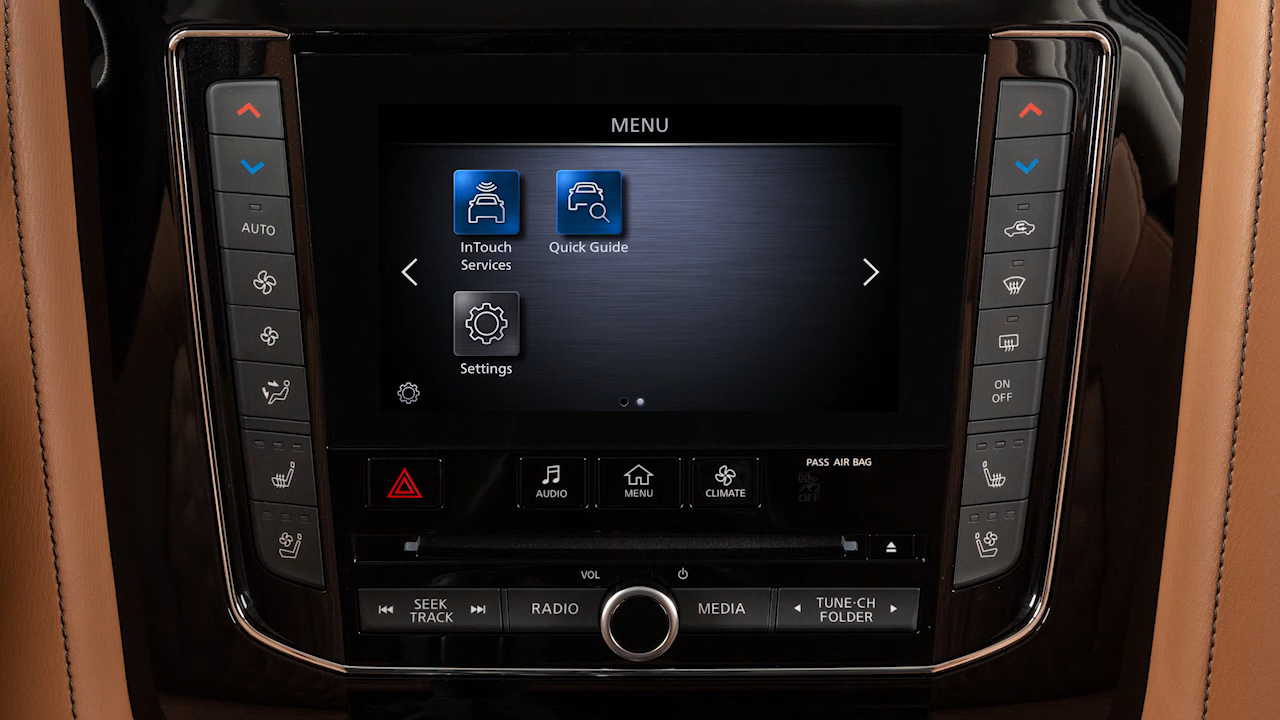 MENU
InTouch
Services
Quick Guide
Settings
AUTO
ON
OFF
PASS AIR BAG
OFF
AUDIO
MENU
CLIMATE
VOL
SEEK
TRACK
RADIO
MEDIA
TUNE·CH
FOLDER